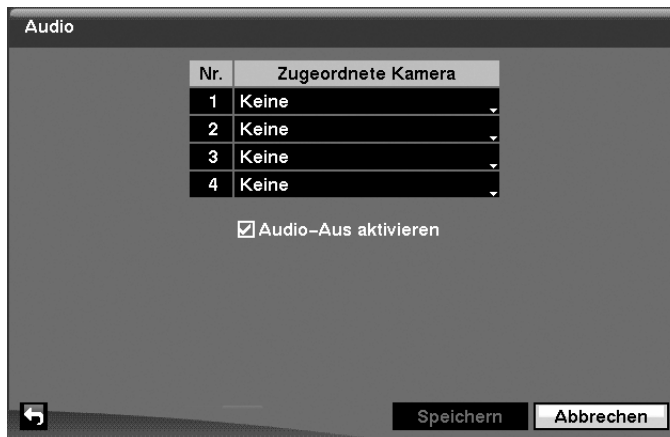 Audio
Nr. Zugeordnete Kamera
1 Keine
2 Keine
3 Keine
4 Keine
Audio-Aus aktivieren
Speichern Abbrechen